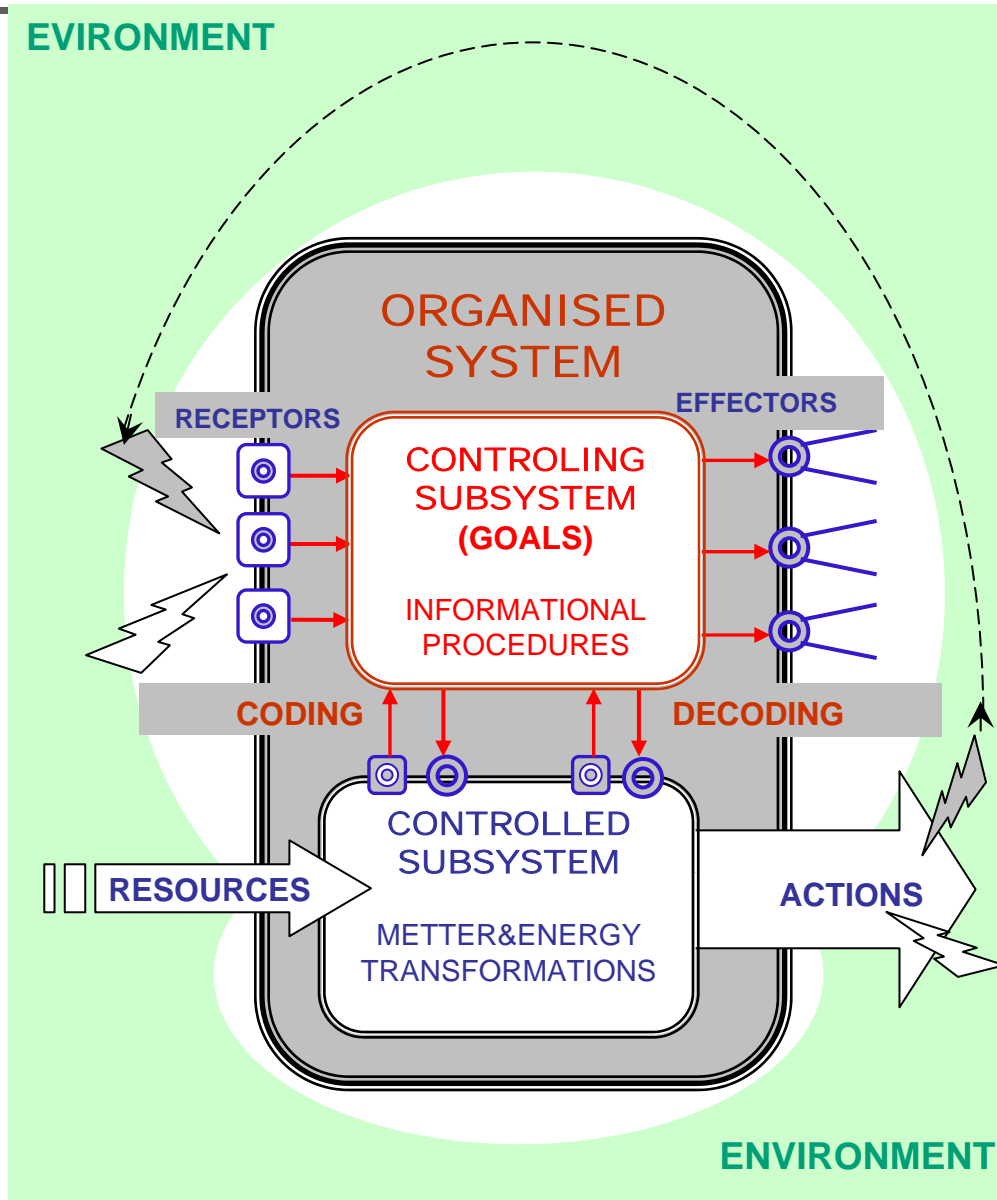 EVIRONMENT
ORGANISED
SYSTEM
RECEPTORS
EFFECTORS
CONTROLING
SUBSYSTEM
(GOALS)
INFORMATIONAL
PROCEDURES
CODING
DECODING
CONTROLLED
SUBSYSTEM
RESOURCES
ACTIONS
METTER&ENERGY
TRANSFORMATIONS
ENVIRONMENT